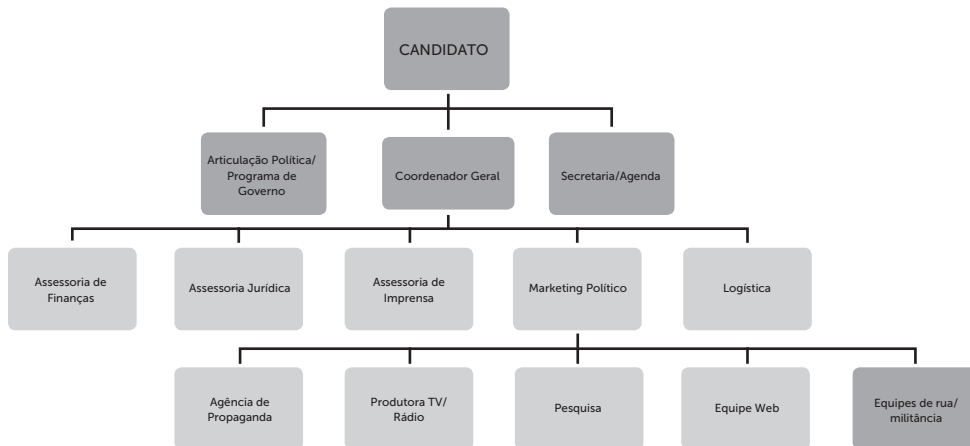 CANDIDATO
Articulação Política/
Programa de
Governo
Coordenador Geral
Secretaria/Agenda
Assessoria de
Finanças
Assessoria Jurídica
Assessoria de
Imprensa
Marketing Político
Logística
Agência de
Propaganda
Produtora TV/
Rádio
Pesquisa
Equipe Web
Equipes de rua/
militância